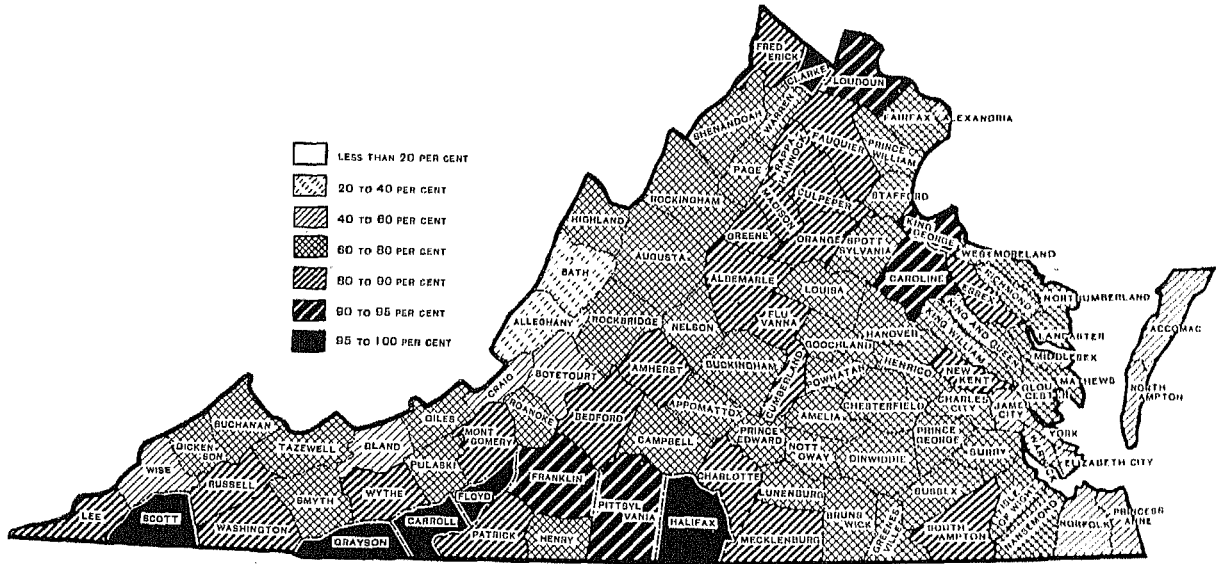 LESS THAN 20 PER CENT
20 TO 40 PER CENT
40 TO 60 PER CENT
60 TO 80 PER CENT
80 TO 90 PER CENT
90 TO 95 PER CENT
95 TO 100 PER CENT
FREDERICK
CLARKE
LOUDOUN
SHENANDOAH
WARREN
FAUQUIER
FAIRFAX
ALEXANDRIA
PRINCE WILLIAM
PAGE
RAPPAHANNOCK
CULPEPER
STAFFORD
ROCKINGHAM
MADISON
HIGHLAND
GREENE
ORANGE
SPOTTSYLVANIA
KING GEORGE
WESTMORELAND
AUGUSTA
BATH
ALBEMARLE
LOUISA
CAROLINE
ESSEX
RICHMOND
NORTHUMBERLAND
ACCOMAC
ALLEGHANY
ROCKBRIDGE
NELSON
FLUVANNA
GOOCHLAND
HANOVER
KING WILLIAM
KING AND QUEEN
LANCASTER
MIDDLESEX
CRAIG
BOTETOURT
AMHERST
BUCKINGHAM
CUMBERLAND
POWHATAN
HENRICO
NEW KENT
GLOUCESTER
MATHEWS
NORTHAMPTON
BUCHANAN
GILES
ROANOKE
BEDFORD
APPOMATTOX
AMELIA
CHESTERFIELD
CHARLES CITY
JAMES CITY
DICKENSON
TAZEWELL
BLAND
MONTGOMERY
CAMPBELL
PRINCE EDWARD
NOTTOWAY
DINWIDDIE
PRINCE GEORGE
SURRY
YORK
WARWICK
ELIZABETH CITY
WISE
RUSSELL
SMYTH
WYTHE
PULASKI
FLOYD
FRANKLIN
PITTSYLVANIA
CHARLOTTE
LUNENBURG
SUSSEX
LEE
SCOTT
WASHINGTON
GRAYSON
CARROLL
PATRICK
HENRY
HALIFAX
MECKLENBURG
BRUNSWICK
GREENESVILLE
SOUTHAMPTON
ISLE OF WIGHT
NANSEMOND
NORFOLK
PRINCESS ANNE